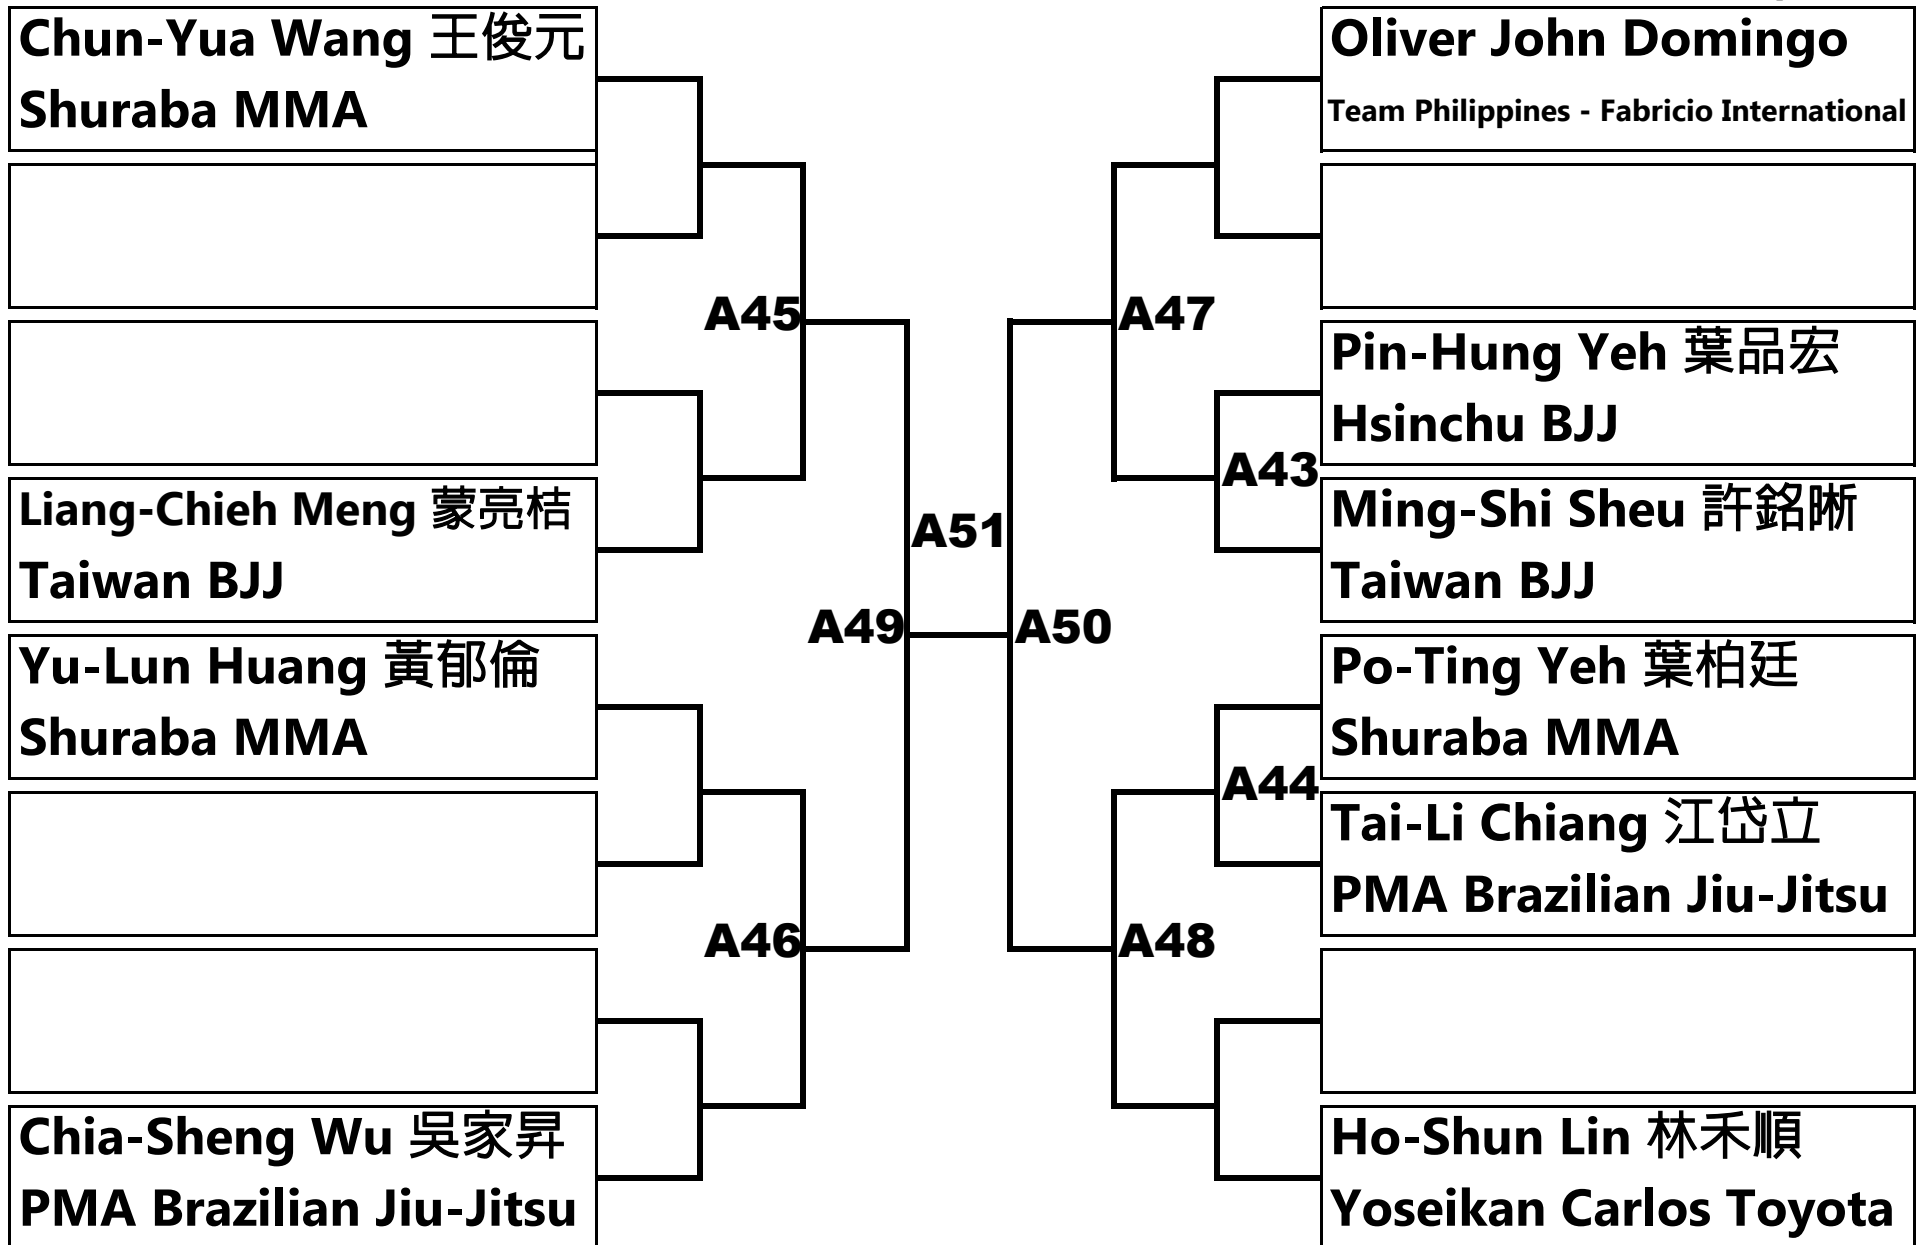 Chun-Yua Wang 王俊元
Shuraba MMA
Liang-Chieh Meng 蒙亮桔
Taiwan BJJ
Yu-Lun Huang 黃郁倫
Shuraba MMA
Chia-Sheng Wu 吳家昇
PMA Brazilian Jiu-Jitsu
A45
A46
A49
A51
A50
A47
A43
A44
A48
Oliver John Domingo
Team Philippines - Fabricio International
Pin-Hung Yeh 葉品宏
Hsinchu BJJ
Ming-Shi Sheu 許銘晰
Taiwan BJJ
Po-Ting Yeh 葉柏廷
Shuraba MMA
Tai-Li Chiang 江岱立
PMA Brazilian Jiu-Jitsu
Ho-Shun Lin 林禾順
Yoseikan Carlos Toyota